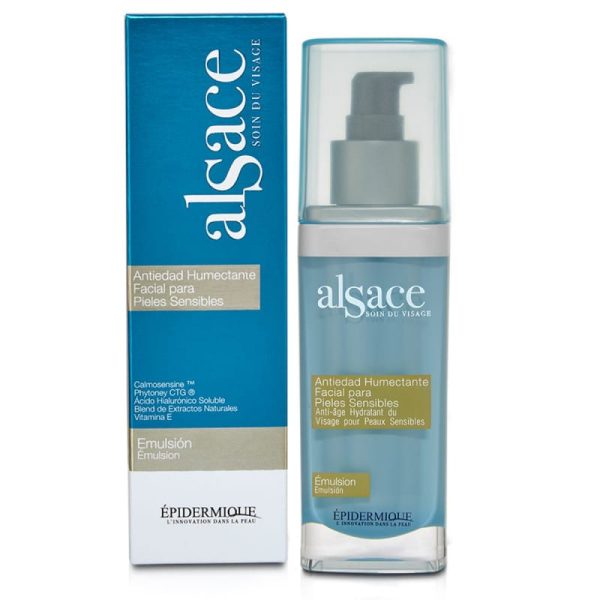 alsace
SOIN DU VISAGE
Antiedad Humectante
Facial para
Pieles Sensibles
Calmosensine ™
Phytoney CTG ®
Ácido Hialurónico Soluble
Blend de Extractos Naturales
Vitamina E
Emulsión
Émulsion
ÉPIDERMIQUE
L'INNOVATION DANS LA PEAU
alsace
SOIN DU VISAGE
Antiedad Humectante
Facial para
Pieles Sensibles
Anti-âge Hydratant du
Visage pour Peaux Sensibles
Émulsion
Emulsión
ÉPIDERMIQUE
L'INNOVATION DANS LA PEAU